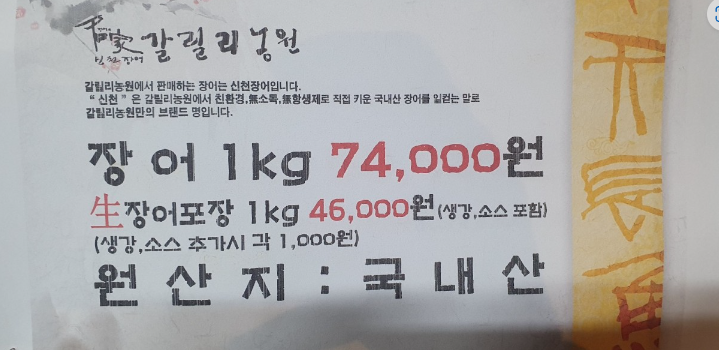 갈릴리농원
갈릴리농원에서 판매하는 장어는 신천장어입니다.
" 신천 " 은 갈릴리농원에서 친환경,無소독,無항생제로 직접 키운 국내산 장어를 일컫는 말로
갈릴리농원만의 브랜드 명입니다.
장어 1kg 74,000원
生장어포장 1kg 46,000원(생강,소스 포함)
(생강,소스 추가시 각 1,000원)
원산지 : 국내산